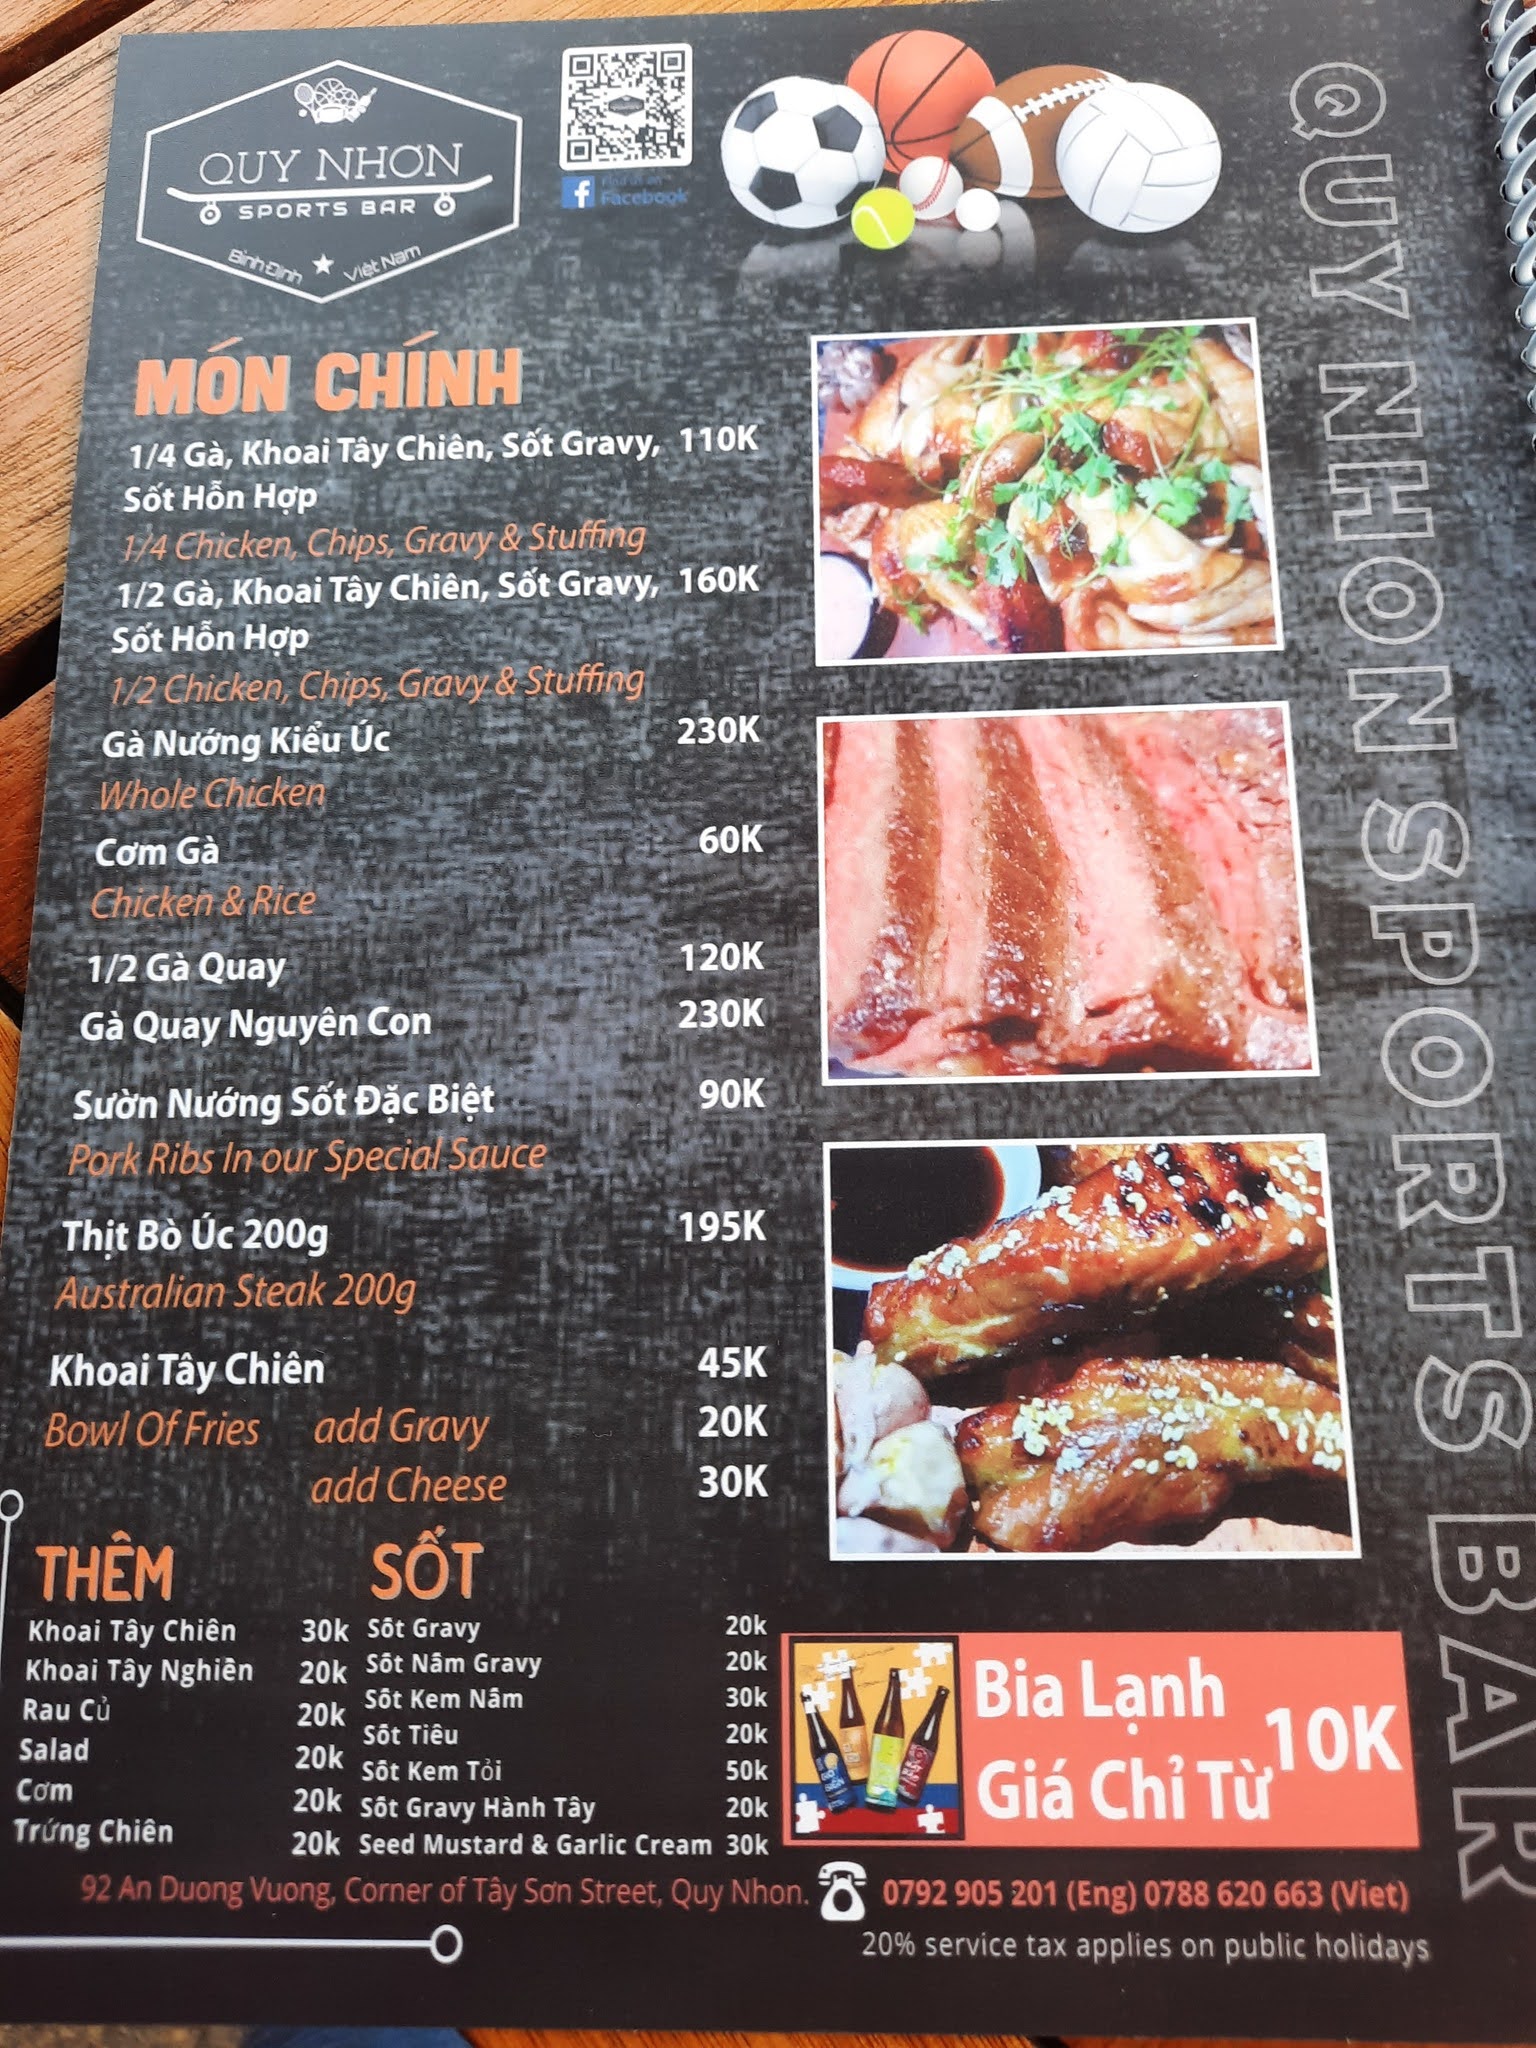 QUY NHƠN
SPORTS BAR
Bình Định ★ Việt Nam
Find us on
Facebook
QUY NHON SPORTS BAR
MÓN CHÍNH
1/4 Gà, Khoai Tây Chiên, Sốt Gravy, 110K
Sốt Hỗn Hợp
1/4 Chicken, Chips, Gravy & Stuffing
1/2 Gà, Khoai Tây Chiên, Sốt Gravy, 160K
Sốt Hỗn Hợp
1/2 Chicken, Chips, Gravy & Stuffing
Gà Nướng Kiểu Úc 230K
Whole Chicken
Cơm Gà 60K
Chicken & Rice
1/2 Gà Quay 120K
Gà Quay Nguyên Con 230K
Sườn Nướng Sốt Đặc Biệt 90K
Pork Ribs In our Special Sauce
Thịt Bò Úc 200g 195K
Australian Steak 200g
Khoai Tây Chiên 45K
Bowl Of Fries add Gravy 20K
add Cheese 30K
THÊM
Khoai Tây Chiên 30k
Khoai Tây Nghiền 20k
Rau Củ 20k
Salad 20k
Cơm 20k
Trứng Chiên 20k
SỐT
Sốt Gravy 20k
Sốt Nấm Gravy 20k
Sốt Kem Nấm 30k
Sốt Tiêu 20k
Sốt Kem Tỏi 50k
Sốt Gravy Hành Tây 20k
Seed Mustard & Garlic Cream 30k
Bia Lạnh
Giá Chỉ Từ 10K
92 An Duong Vuong, Corner of Tây Sơn Street, Quy Nhon. 0792 905 201 (Eng) 0788 620 663 (Viet)
20% service tax applies on public holidays